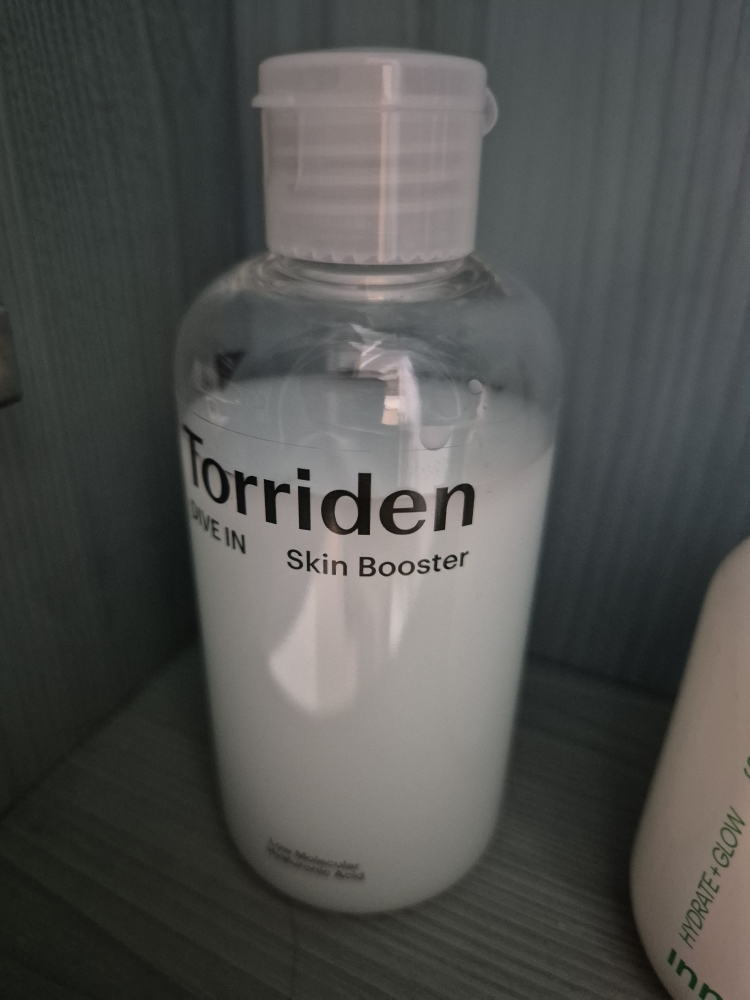 Torriden
DIVE IN
Skin Booster
Low Molecular
Hyaluronic Acid
HYDRATE+GLOW